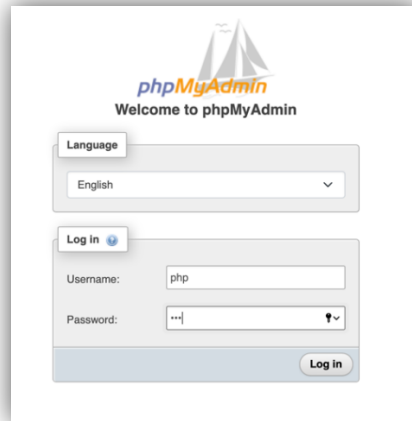 phpMyAdmin
Welcome to phpMyAdmin
Language
English
Log in
Username:
php
Password:
•••
Log in